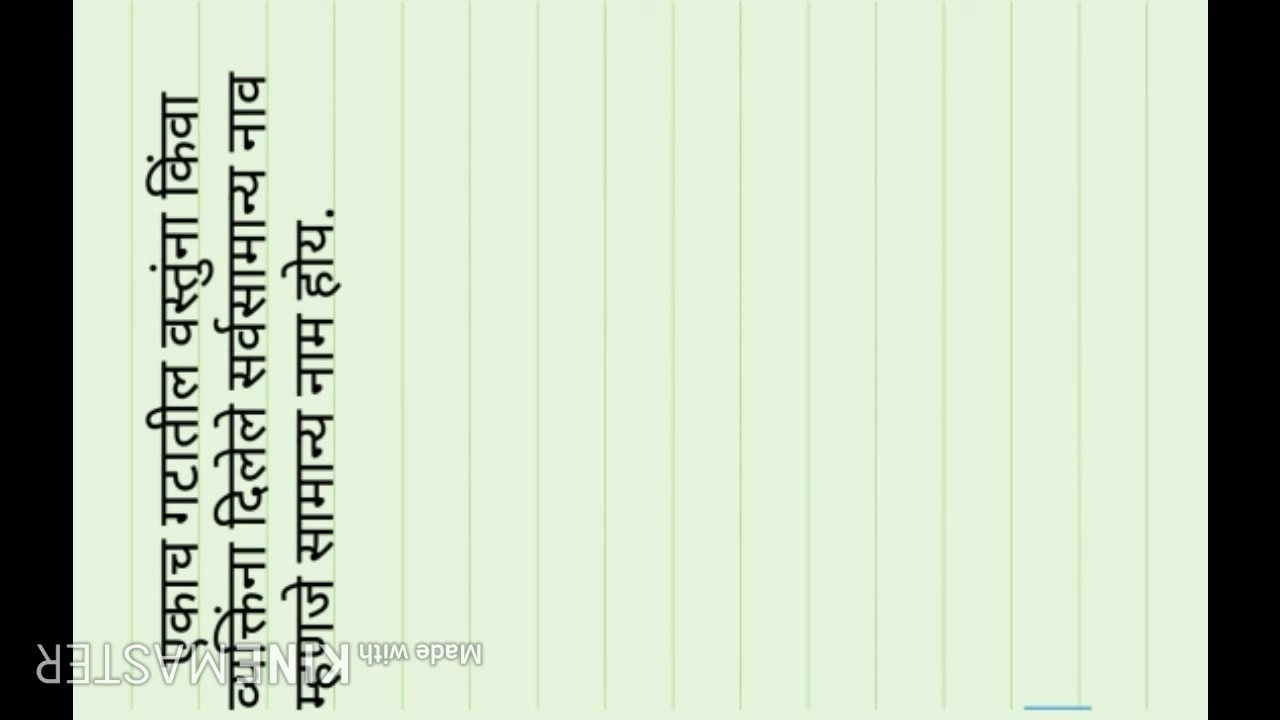 एकाच गटातील वस्तुंना किंवा
व्यक्तिंना दिलेले सर्वसामान्य नाव
म्हणजे सामान्य नाम होय.
Made with KINEMASTER